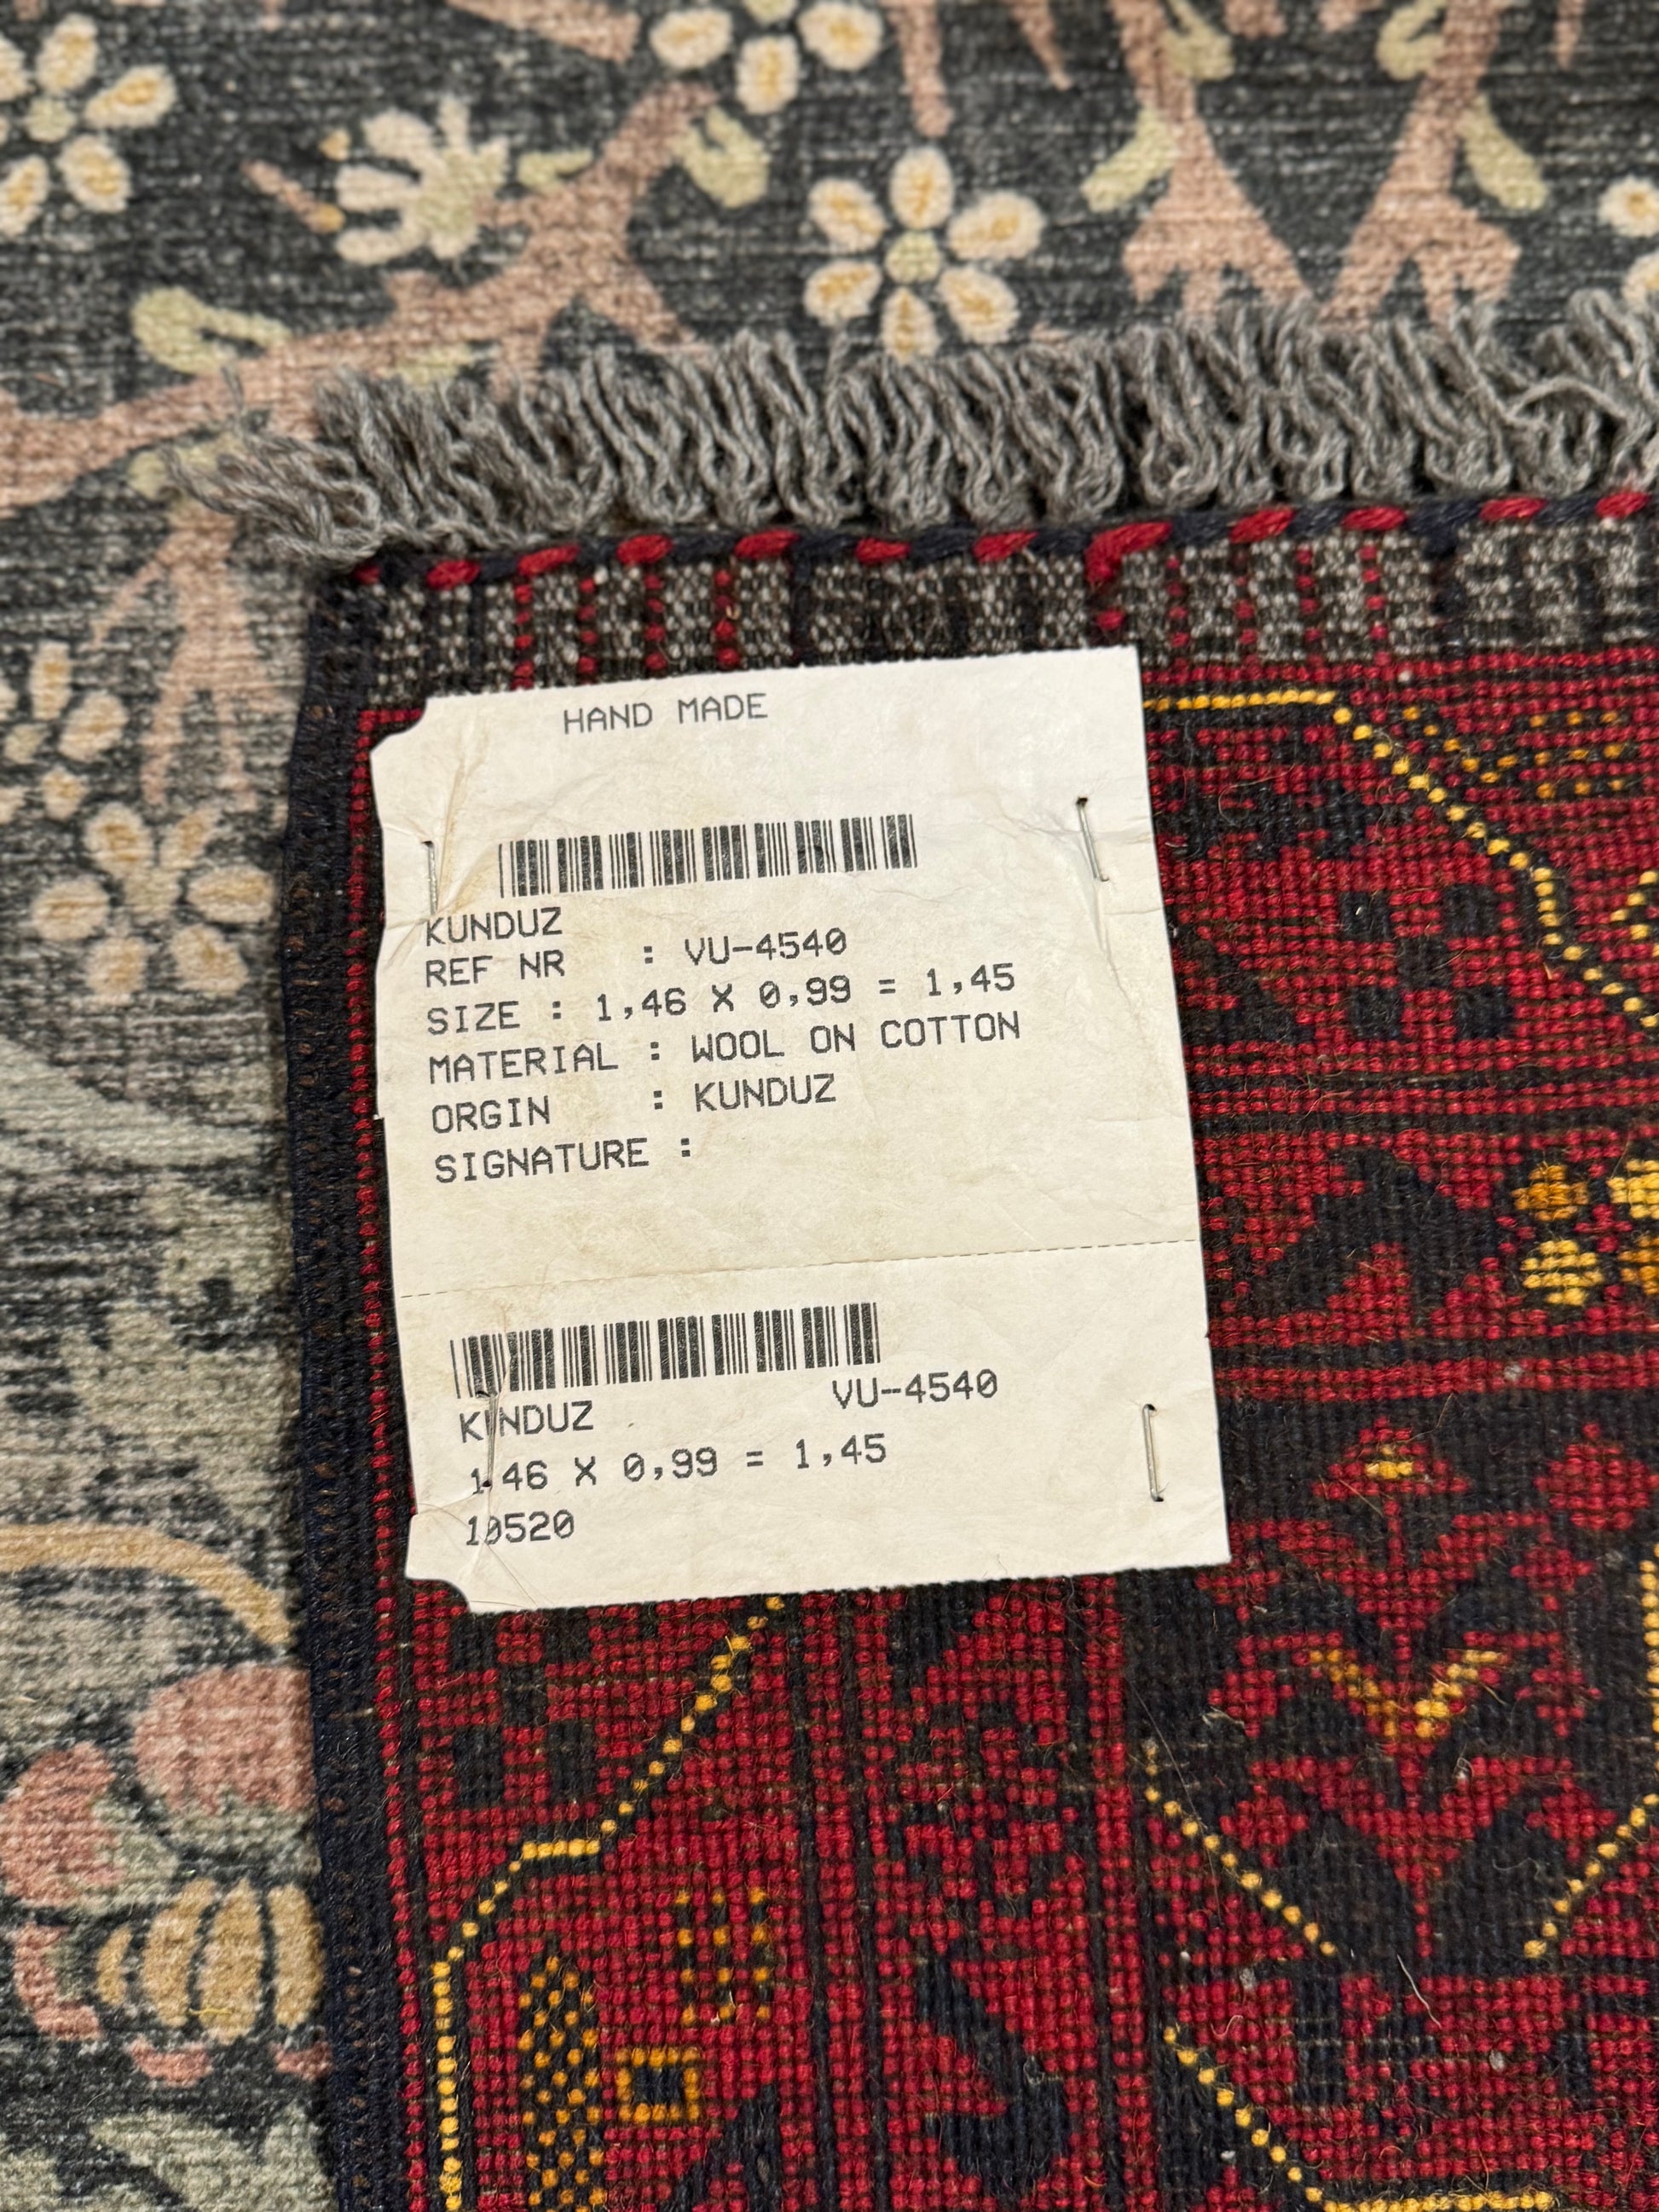 HAND MADE
KUNDUZ
REF NR : VU-4540
SIZE : 1,46 X 0,99 = 1,45
MATERIAL : WOOL ON COTTON
ORGIN : KUNDUZ
SIGNATURE :
KUNDUZ VU-4540
1,46 X 0,99 = 1,45
10520